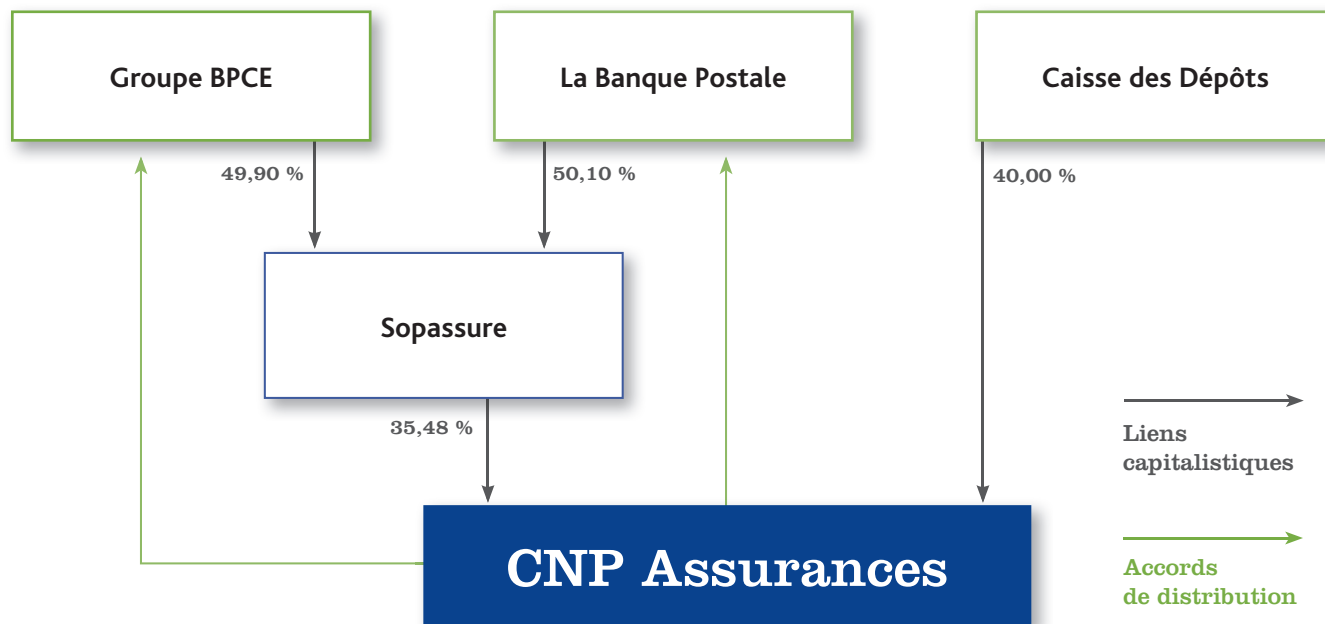 Groupe BPCE
La Banque Postale
Caisse des Dépôts
49,90 %
50,10 %
40,00 %
Sopassure
35,48 %
Liens
capitalistiques
CNP Assurances
Accords
de distribution